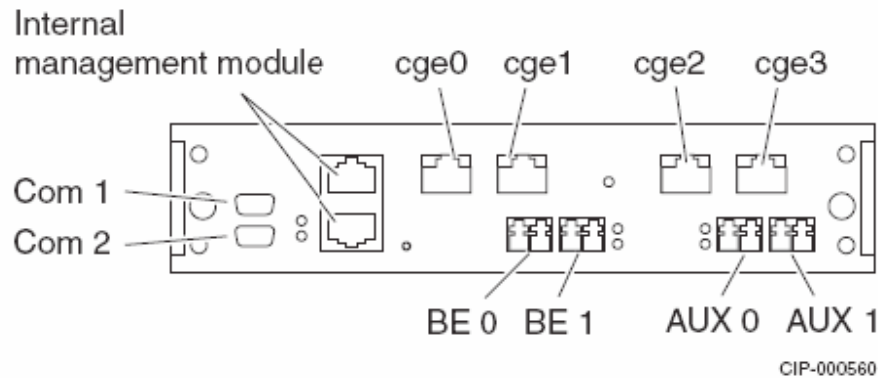 Internal
management module
cge0 cge1 cge2 cge3
Com 1
Com 2
BE 0 BE 1 AUX 0 AUX 1
CIP-000560